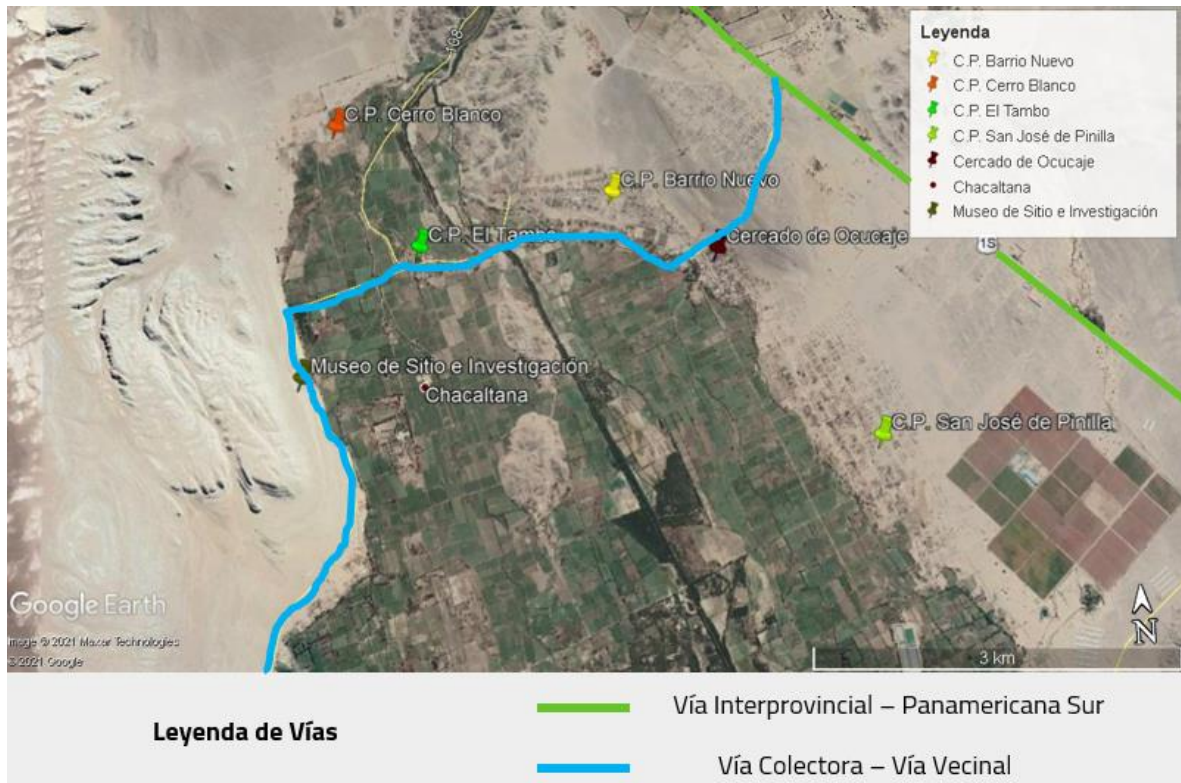 Leyenda
C.P. Barrio Nuevo
C.P. Cerro Blanco
C.P. El Tambo
C.P. San José de Pinilla
Cercado de Ocucaje
Chacaltana
Museo de Sitio e Investigación
108
C.P. Cerro Blanco
C.P. Barrio Nuevo
C.P. El Tambo
Cercado de Ocucaje
1S
Museo de Sitio e Investigación
Chacaltana
C.P. San José de Pinilla
Google Earth
Image © 2021 Maxar Technologies
© 2021 Google
N
3 km
Leyenda de Vías
Vía Interprovincial – Panamericana Sur
Vía Colectora – Vía Vecinal